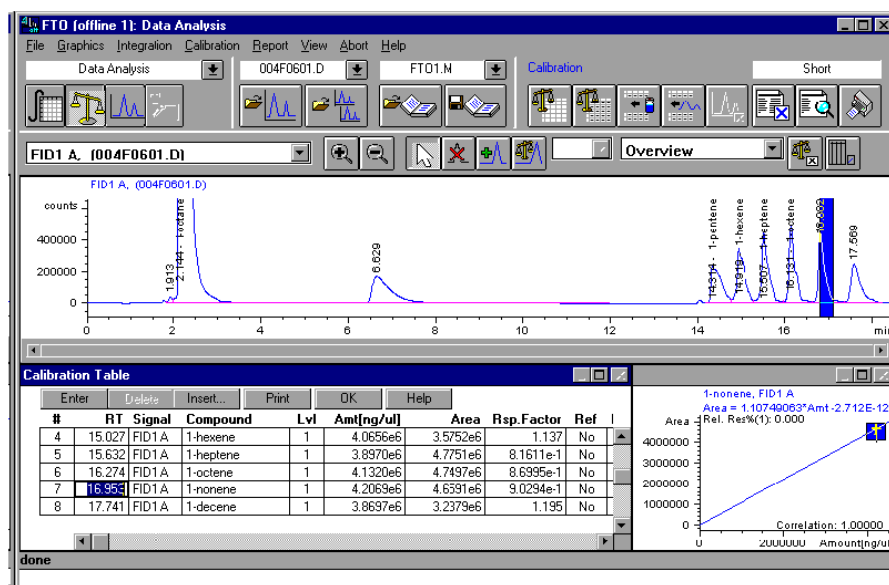 FTO (offline 1): Data Analysis
File Graphics Integration Calibration Report View Abort Help
Data Analysis 004F0601.D FTO1.M Calibration Short
FID1 A, (004F0601.D) Overview
FID1 A, (004F0601.D)
counts
400000
200000
0
1.913
2.144 - 1-octane
6.629
14.314 - 1-pentene
14.919 - 1-hexene
15.507 - 1-heptene
16.131 - 1-octene
17.569
0 2 4 6 8 10 12 14 16 min
Calibration Table
Enter Delete Insert... Print OK Help
# RT Signal Compound Lvl Amt[ng/ul] Area Rsp.Factor Ref
4 15.027 FID1 A 1-hexene 1 4.0656e6 3.5752e6 1.137 No
5 15.632 FID1 A 1-heptene 1 3.8970e6 4.7751e6 8.1611e-1 No
6 16.274 FID1 A 1-octene 1 4.1320e6 4.7497e6 8.6995e-1 No
7 16.953 FID1 A 1-nonene 1 4.2069e6 4.6591e6 9.0294e-1 No
8 17.741 FID1 A 1-decene 1 3.8697e6 3.2379e6 1.195 No
1-nonene, FID1 A
Area = 1.10749063*Amt -2.712E-12
Area Rel. Res%(1): 0.000
4000000
3000000
2000000
1000000
0
Correlation: 1.00000
0 2000000 Amount[ng/ul
done